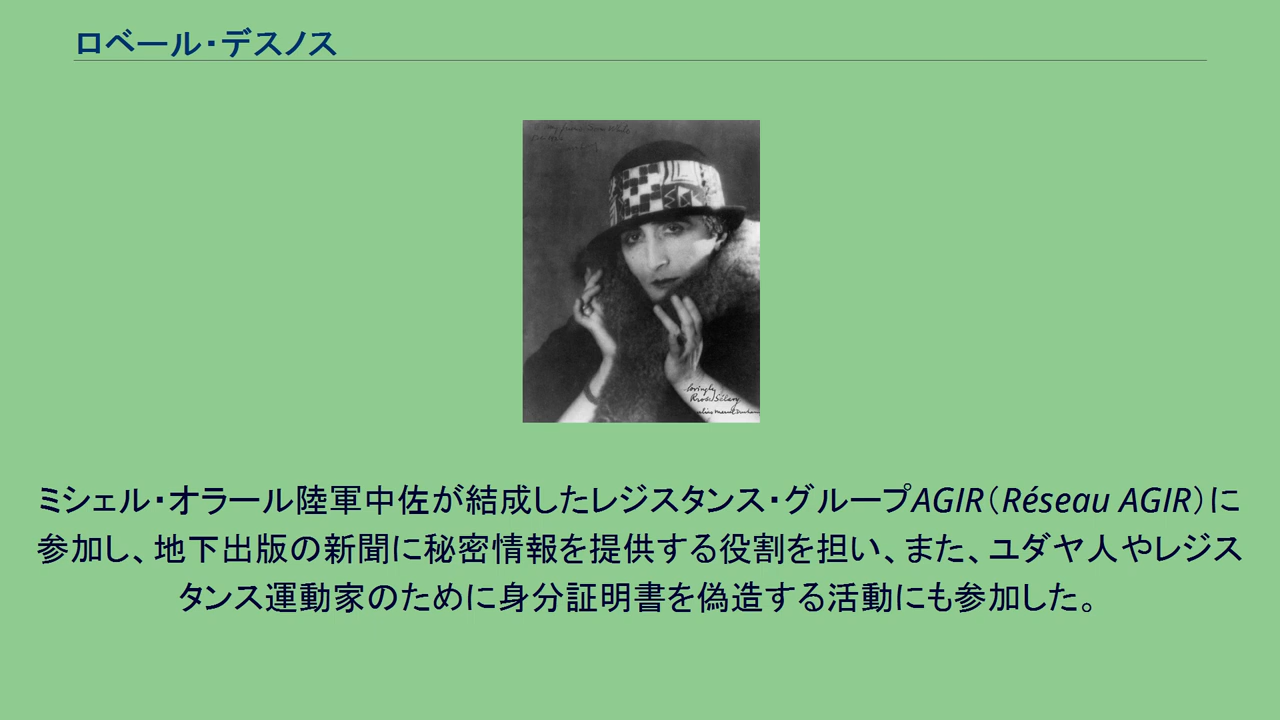 ロベール・デスノス
lovingly
Rrose Sélavy
ミシェル・オラール陸軍中佐が結成したレジスタンス・グループAGIR（Réseau AGIR）に
参加し、地下出版の新聞に秘密情報を提供する役割を担い、また、ユダヤ人やレジス
タンス運動家のために身分証明書を偽造する活動にも参加した。